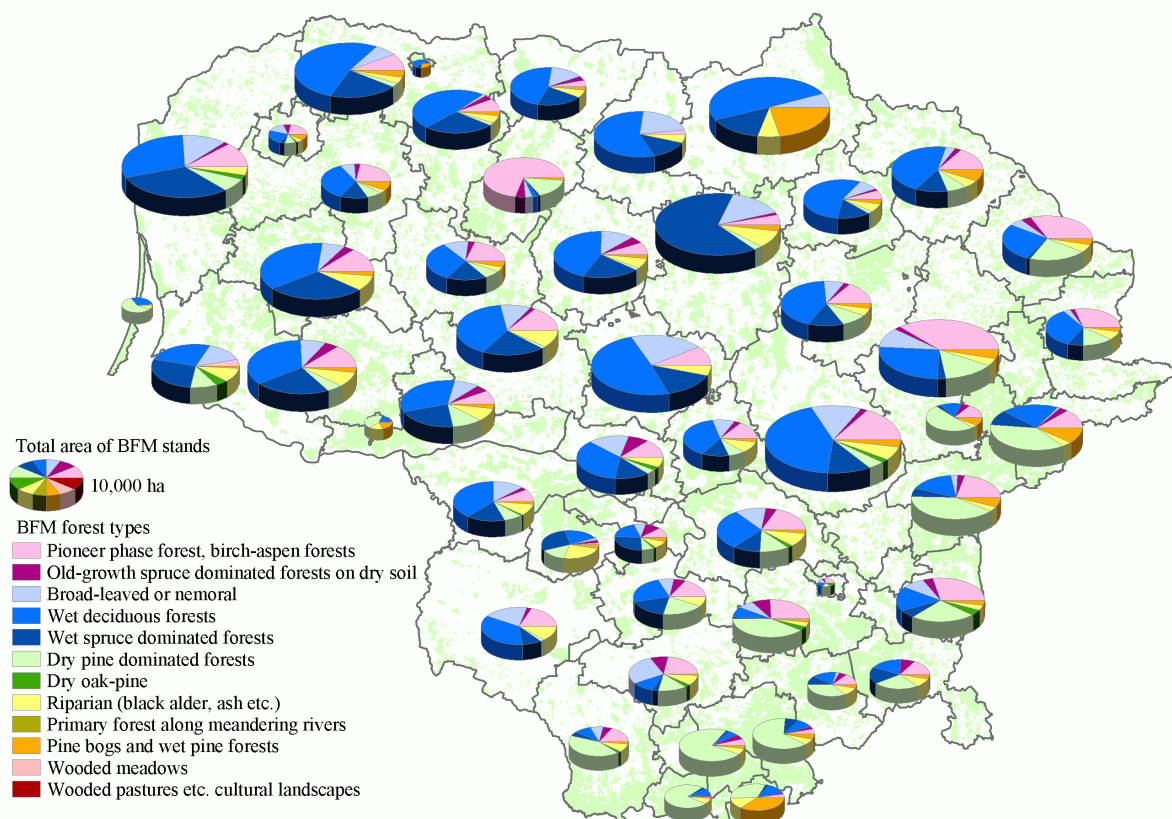 Total area of BFM stands
10,000 ha
BFM forest types
Pioneer phase forest, birch-aspen forests
Old-growth spruce dominated forests on dry soil
Broad-leaved or nemoral
Wet deciduous forests
Wet spruce dominated forests
Dry pine dominated forests
Dry oak-pine
Riparian (black alder, ash etc.)
Primary forest along meandering rivers
Pine bogs and wet pine forests
Wooded meadows
Wooded pastures etc. cultural landscapes